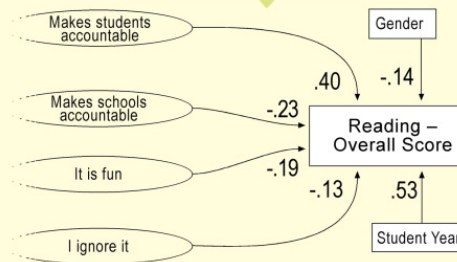 Makes students
accountable
Gender
.40
-.14
Makes schools
accountable
-.23
Reading –
Overall Score
It is fun
-.19
-.13
.53
I ignore it
Student Year